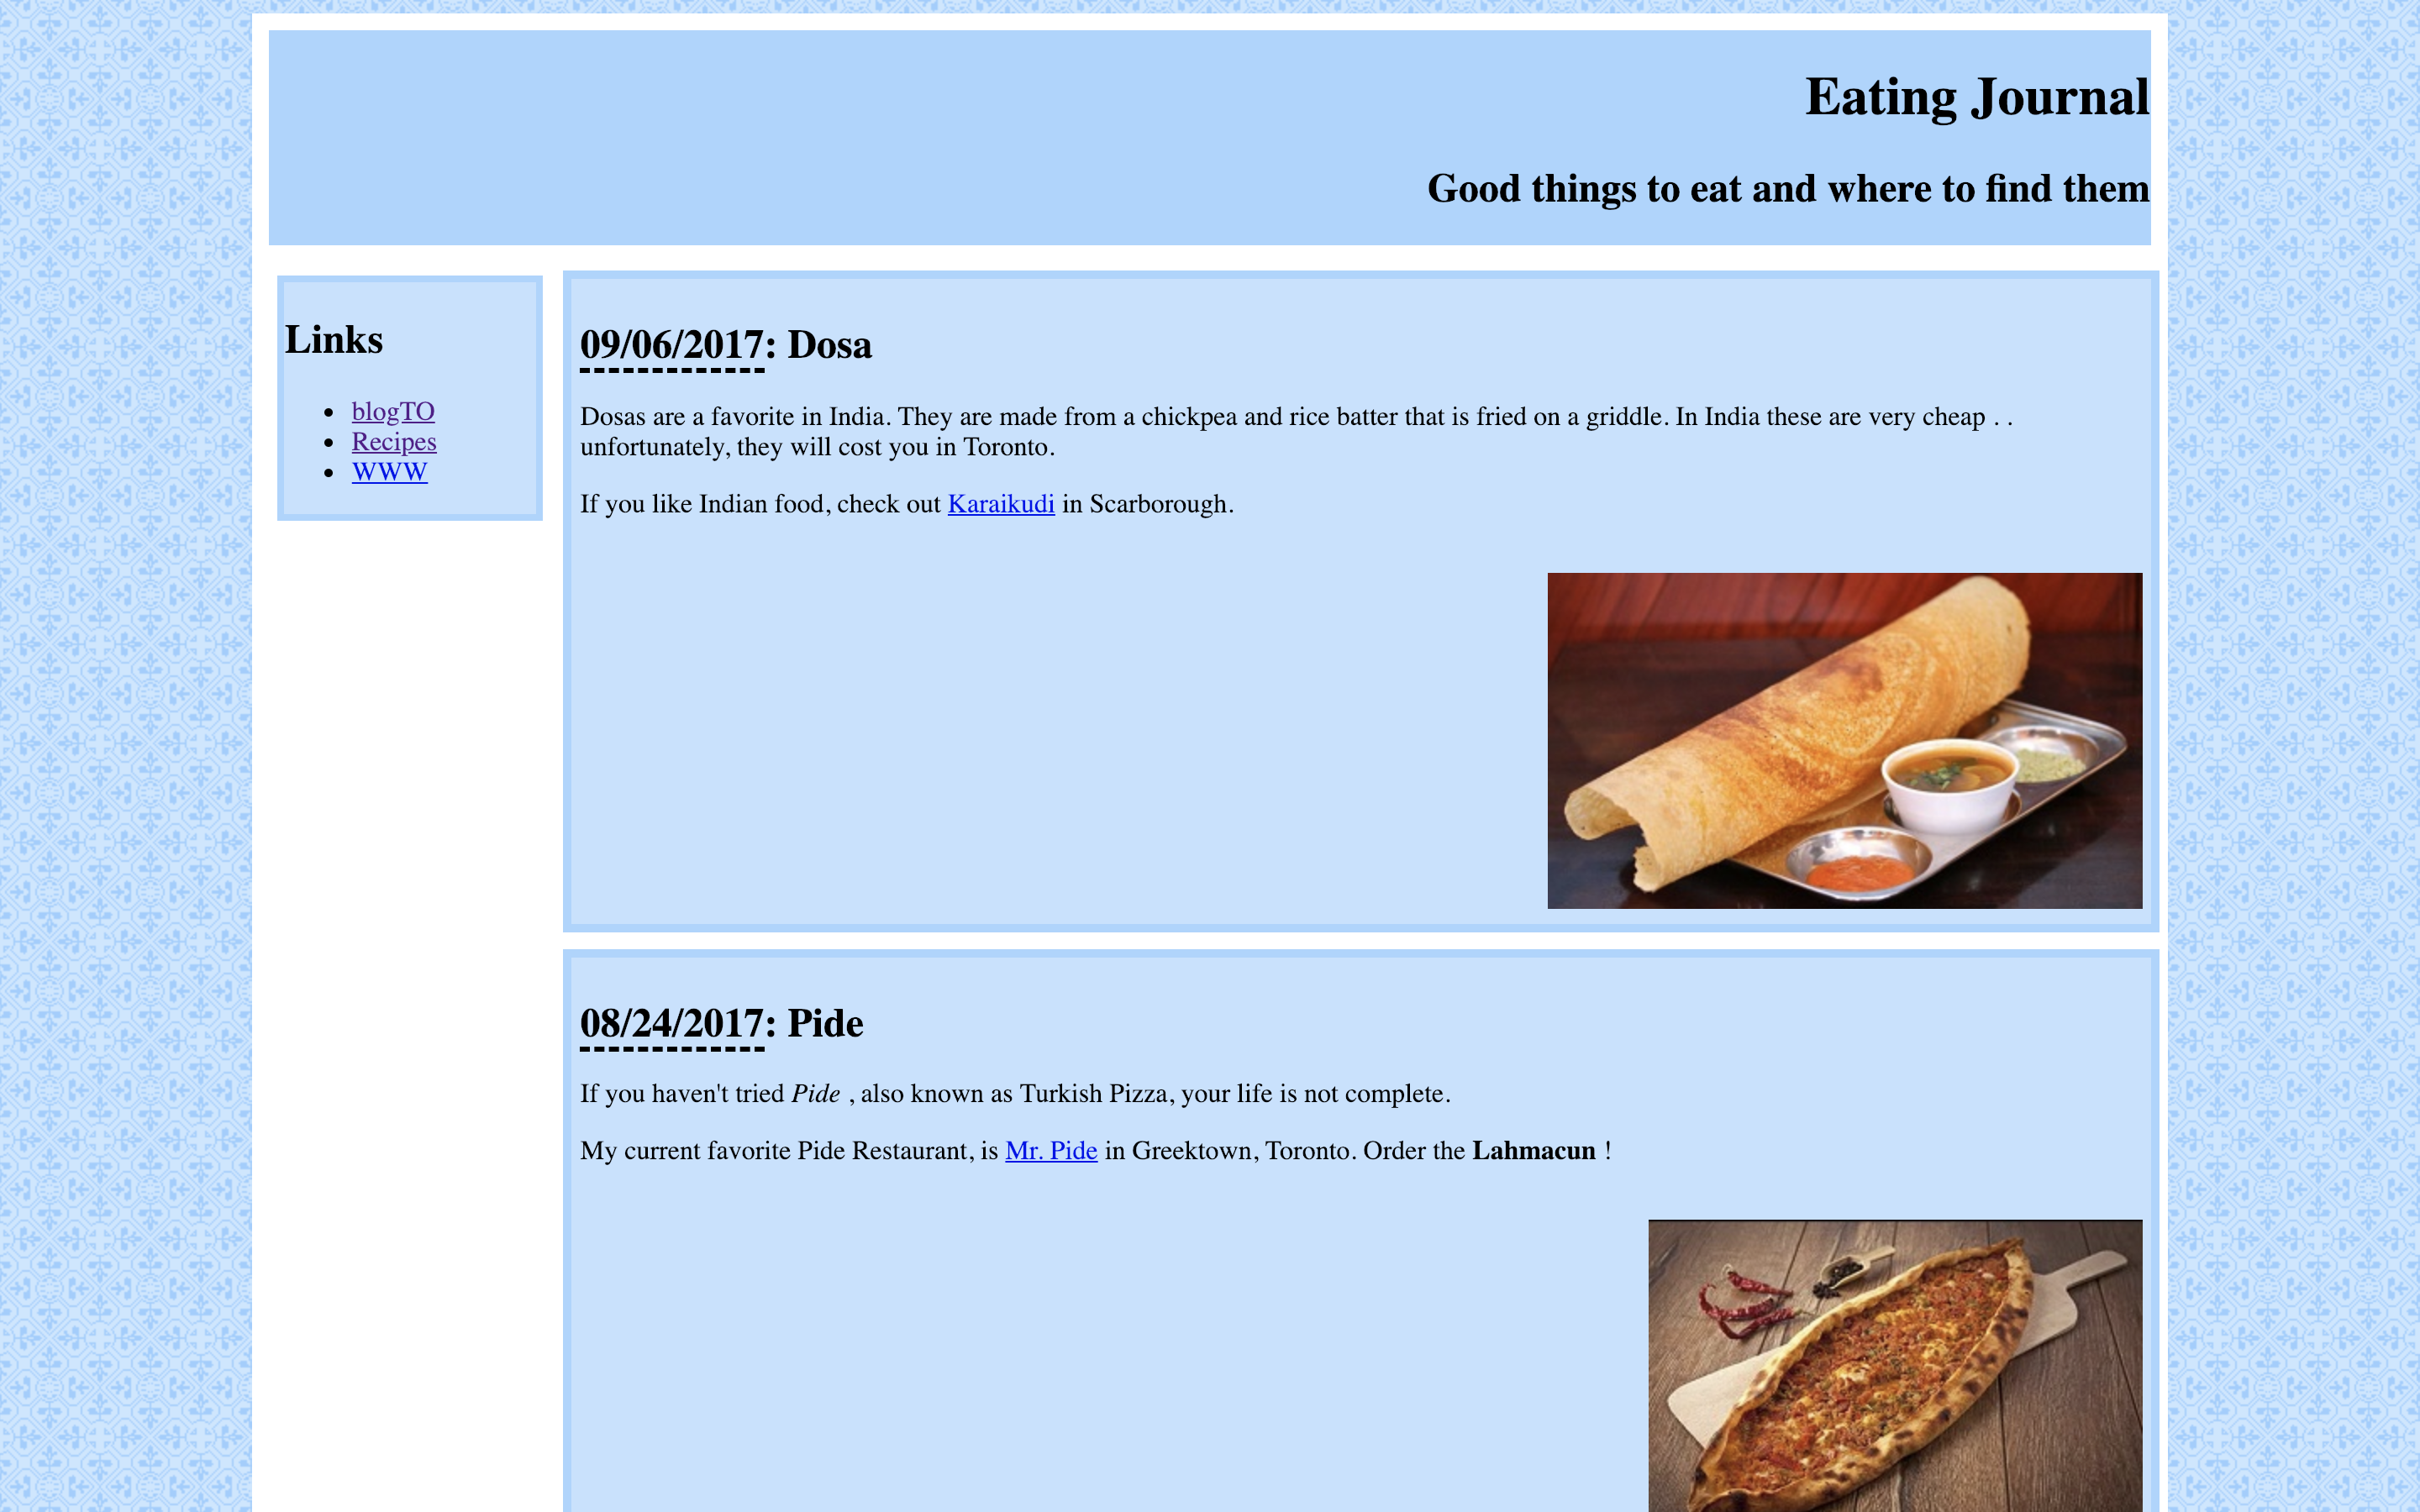 Eating Journal
Good things to eat and where to find them
Links
blogTO
Recipes
WWW
09/06/2017: Dosa
Dosas are a favorite in India. They are made from a chickpea and rice batter that is fried on a griddle. In India these are very cheap . .
unfortunately, they will cost you in Toronto.
If you like Indian food, check out Karaikudi in Scarborough.
08/24/2017: Pide
If you haven't tried Pide , also known as Turkish Pizza, your life is not complete.
My current favorite Pide Restaurant, is Mr. Pide in Greektown, Toronto. Order the Lahmacun !